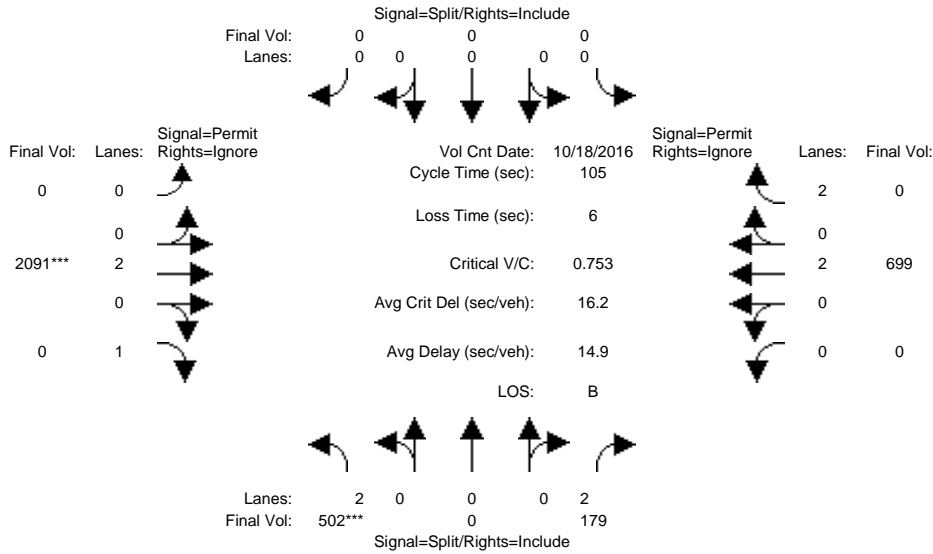 Signal=Split/Rights=Include
Final Vol: 0 0 0
Lanes: 0 0 0 0 0
Signal=Permit Signal=Permit
Final Vol: Lanes: Rights=Ignore Vol Cnt Date: 10/18/2016 Rights=Ignore Lanes: Final Vol:
Cycle Time (sec): 105
0 0 2 0
Loss Time (sec): 6
0 0
2091*** 2 Critical V/C: 0.753 2 699
0 Avg Crit Del (sec/veh): 16.2 0
0 1 Avg Delay (sec/veh): 14.9 0 0
LOS: B
Lanes: 2 0 0 0 2
Final Vol: 502*** 0 179
Signal=Split/Rights=Include